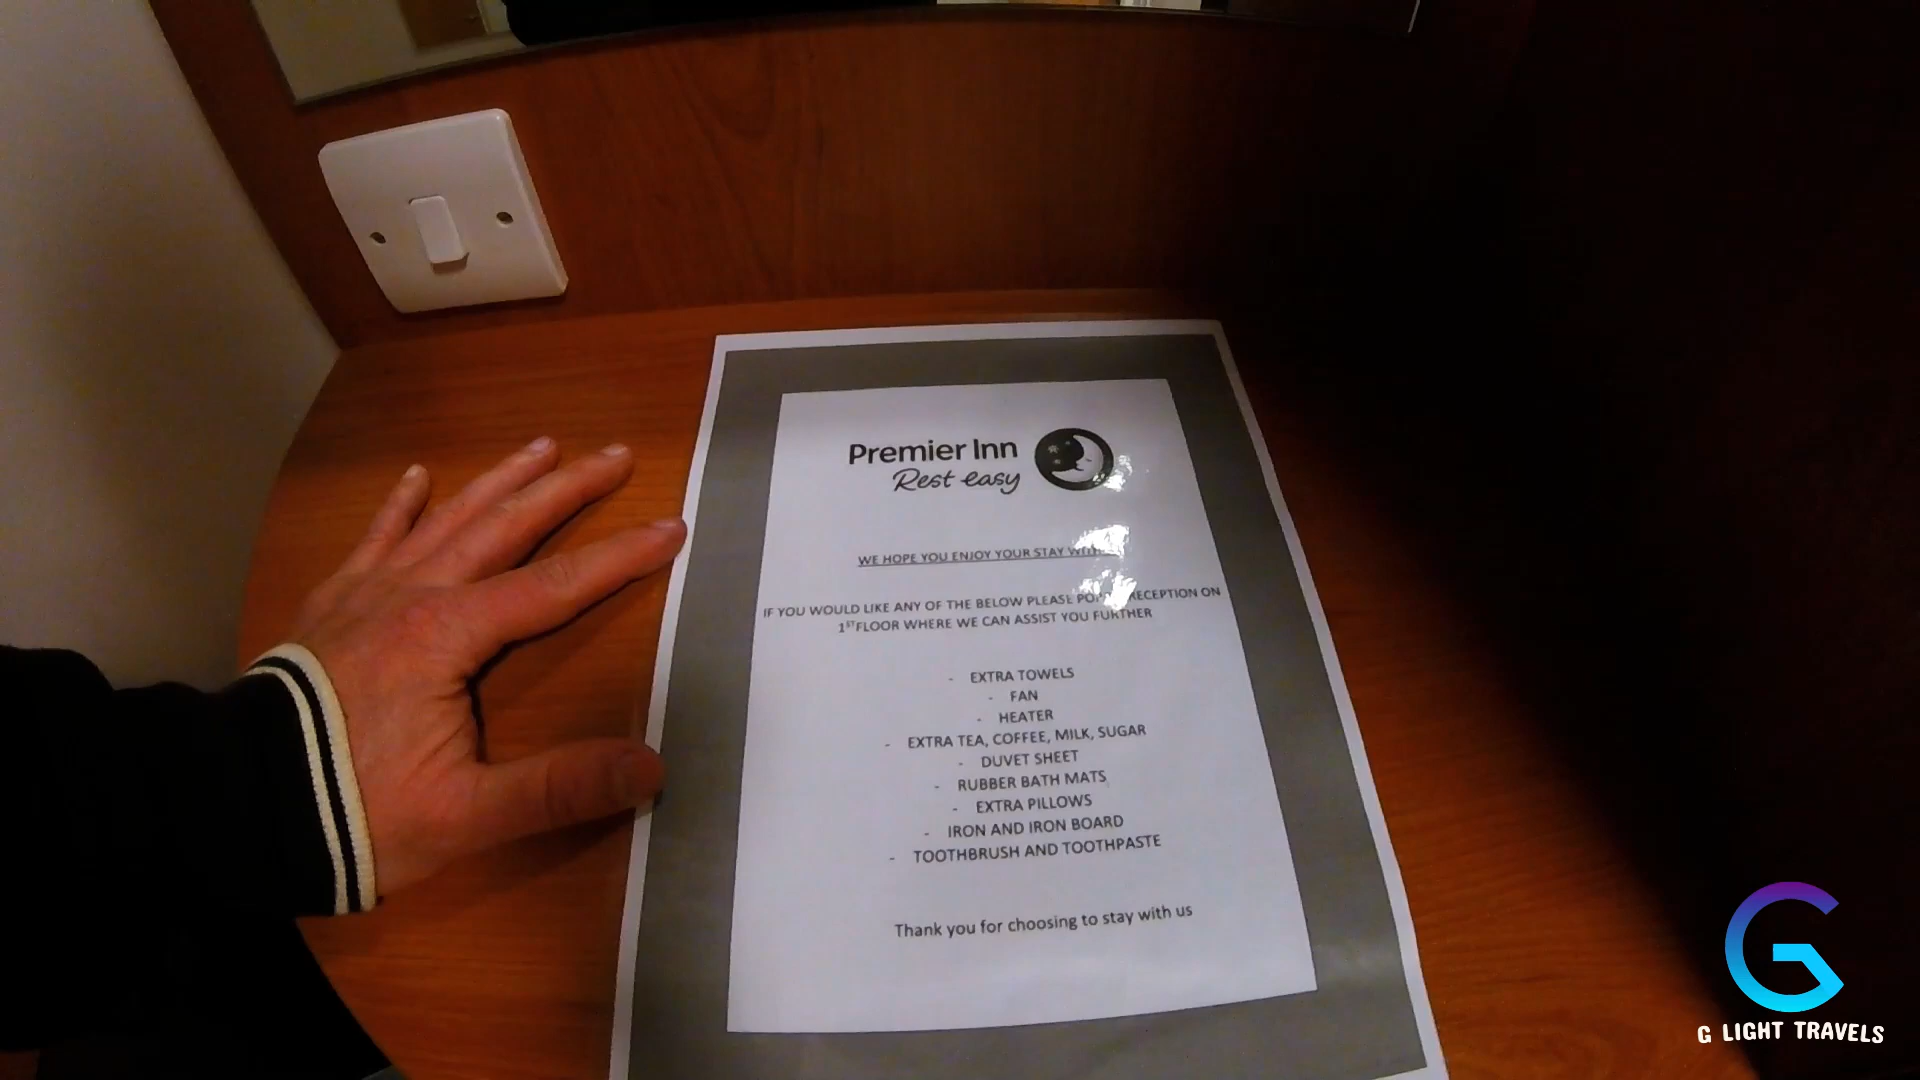 Premier Inn
Rest easy
WE HOPE YOU ENJOY YOUR STAY WITH
IF YOU WOULD LIKE ANY OF THE BELOW PLEASE POP RECEPTION ON
1ST FLOOR WHERE WE CAN ASSIST YOU FURTHER
- EXTRA TOWELS
- FAN
- HEATER
- EXTRA TEA, COFFEE, MILK, SUGAR
- DUVET SHEET
- RUBBER BATH MATS
- EXTRA PILLOWS
- IRON AND IRON BOARD
- TOOTHBRUSH AND TOOTHPASTE
Thank you for choosing to stay with us
G LIGHT TRAVELS